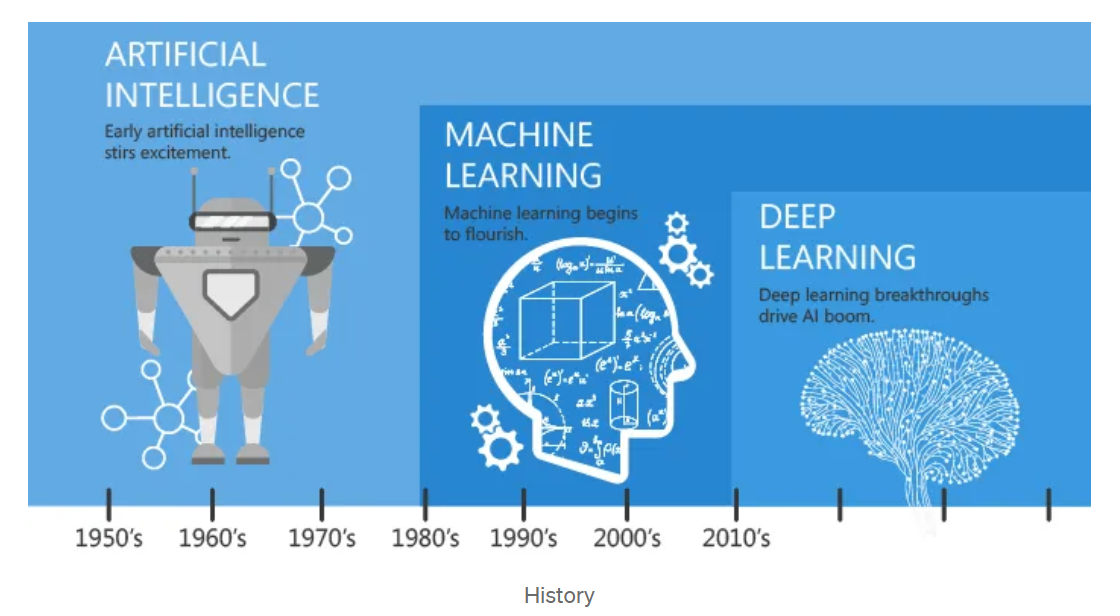 ARTIFICIAL
INTELLIGENCE
Early artificial intelligence
stirs excitement.
MACHINE
LEARNING
Machine learning begins
to flourish.
DEEP
LEARNING
Deep learning breakthroughs
drive AI boom.
1950's 1960's 1970's 1980's 1990's 2000's 2010's
History